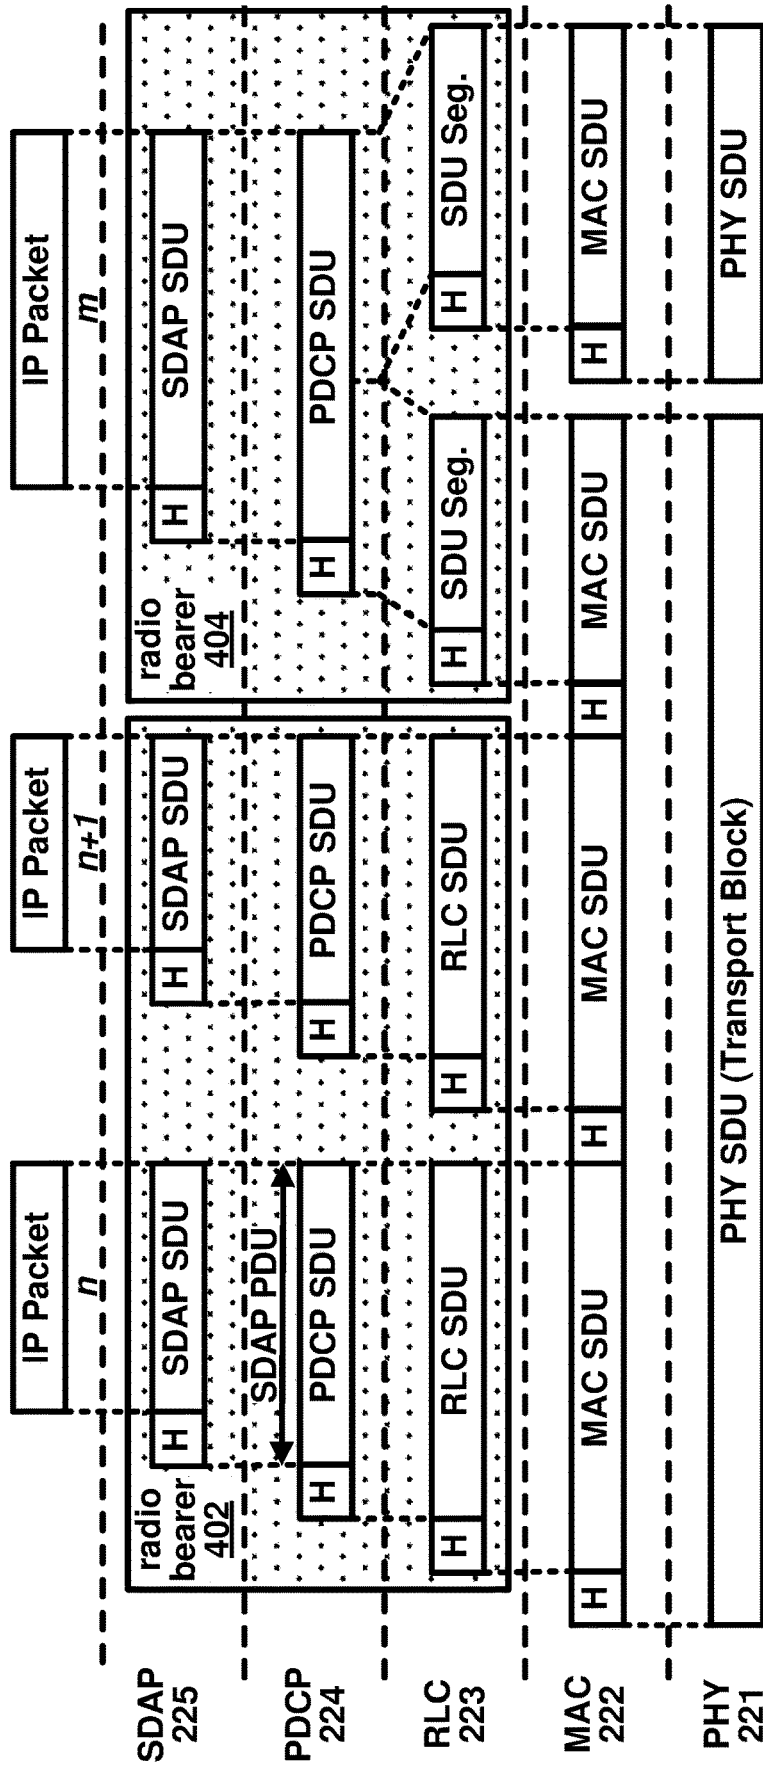 IP Packet
IP Packet
IP Packet
n
n+1
m
SDAP
225
radio
bearer
402
H
SDAP SDU
H
SDAP SDU
radio
bearer
404
H
SDAP SDU
SDAP PDU
PDCP
224
H
PDCP SDU
H
PDCP SDU
H
PDCP SDU
RLC
223
H
RLC SDU
H
RLC SDU
H
SDU Seg.
H
SDU Seg.
MAC
222
H
MAC SDU
H
MAC SDU
H
MAC SDU
H
MAC SDU
PHY
221
PHY SDU (Transport Block)
PHY SDU